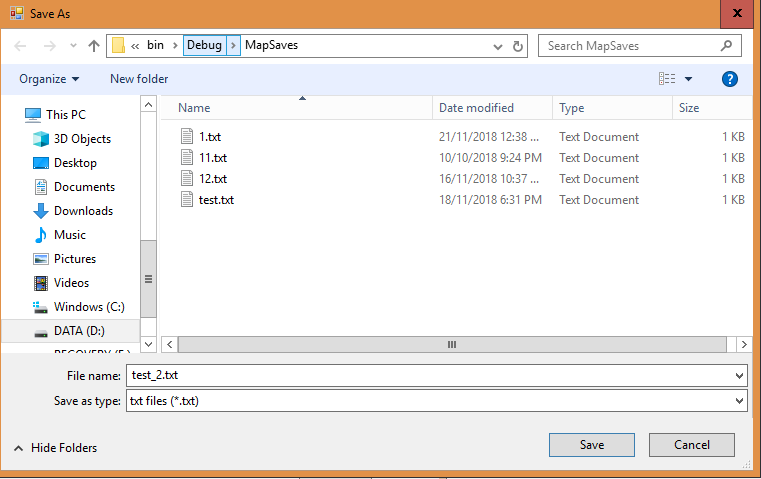 Save As
« bin > Debug > MapSaves
Search MapSaves
Organize
New folder
?
This PC
3D Objects
Desktop
Documents
Downloads
Music
Pictures
Videos
Windows (C:)
DATA (D:)
RECOVERY (E:)
Name Date modified Type Size
1.txt 21/11/2018 12:38 ... Text Document 1 KB
11.txt 10/10/2018 9:24 PM Text Document 1 KB
12.txt 16/11/2018 10:37 ... Text Document 1 KB
test.txt 18/11/2018 6:31 PM Text Document 1 KB
File name: test_2.txt
Save as type: txt files (*.txt)
Hide Folders
Save Cancel